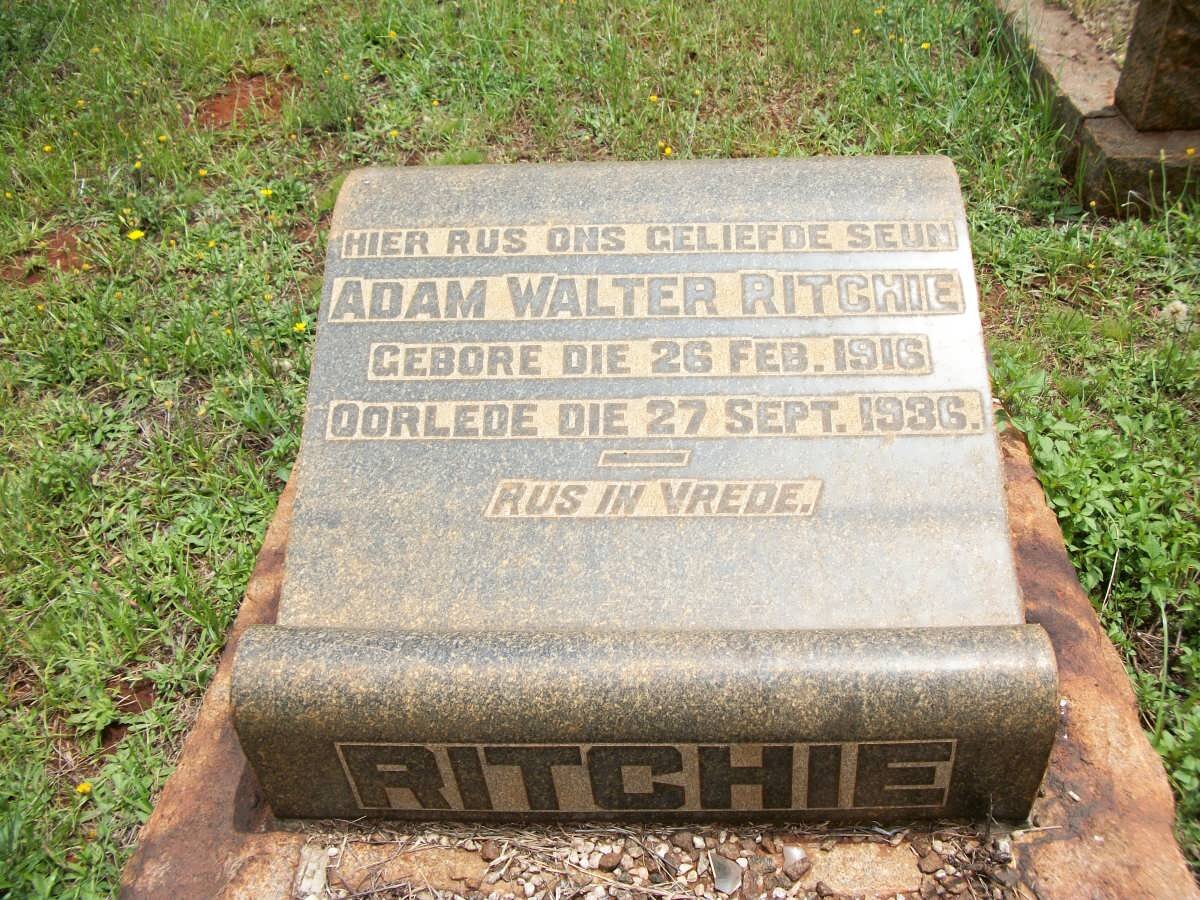 HIER RUS ONS GELIEFDE SEUN
ADAM WALTER RITCHIE
GEBORE DIE 26 FEB. 1916
OORLEDE DIE 27 SEPT. 1936.
RUS IN VREDE.
RITCHIE